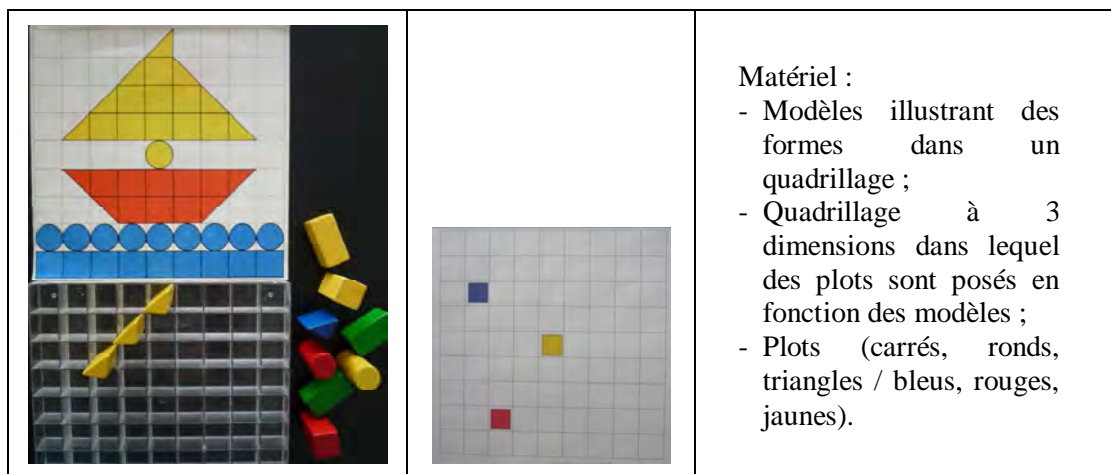 Matériel :
- Modèles illustrant des
formes dans un
quadrillage ;
- Quadrillage à 3
dimensions dans lequel
des plots sont posés en
fonction des modèles ;
- Plots (carrés, ronds,
triangles / bleus, rouges,
jaunes).